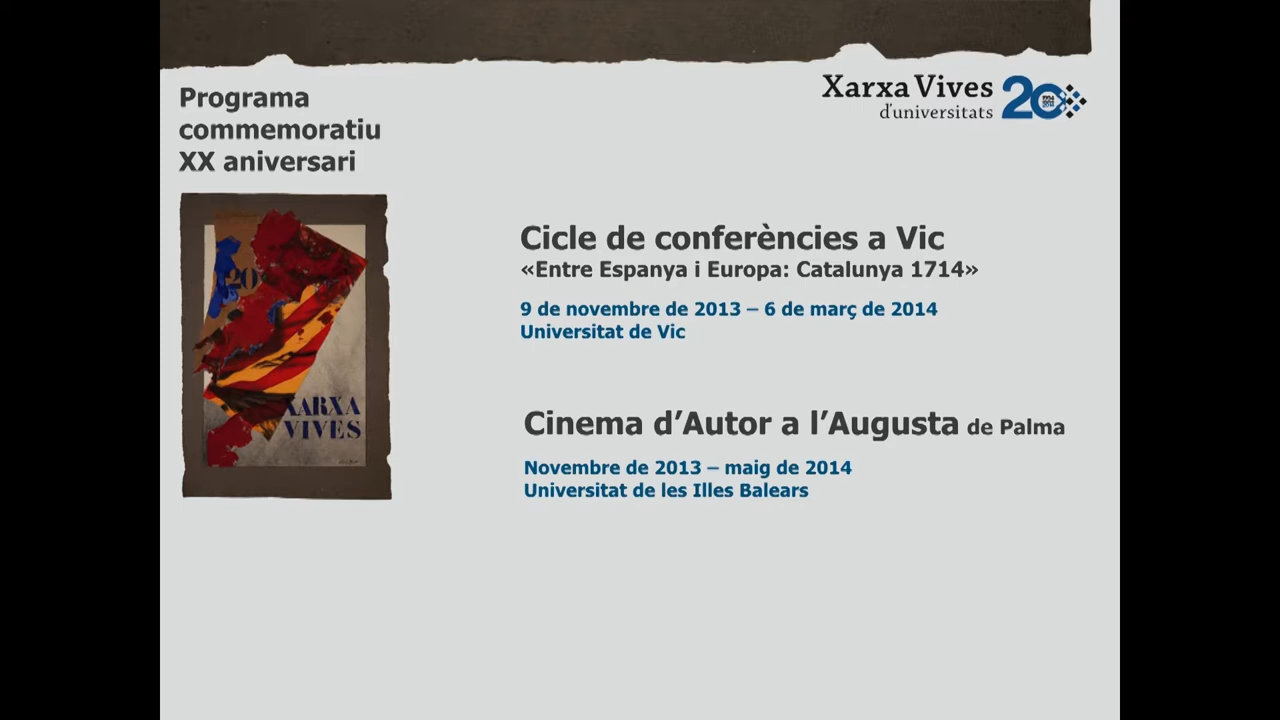 Programa
commemoratiu
XX aniversari
Xarxa Vives
d'universitats
20
20
XARXA
VIVES
Cicle de conferències a Vic
«Entre Espanya i Europa: Catalunya 1714»
9 de novembre de 2013 – 6 de març de 2014
Universitat de Vic
Cinema d’Autor a l’Augusta de Palma
Novembre de 2013 – maig de 2014
Universitat de les Illes Balears